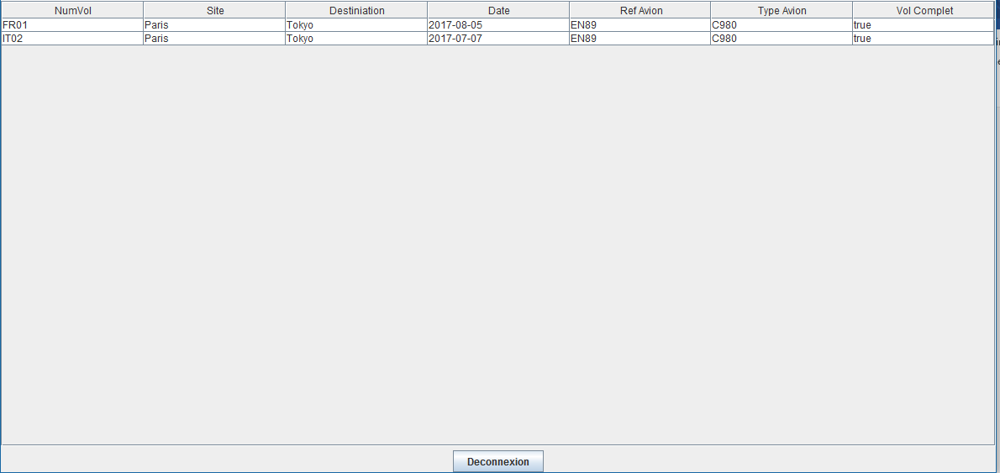 NumVol Site Destiniation Date Ref Avion Type Avion Vol Complet
FR01 Paris Tokyo 2017-08-05 EN89 C980 true
IT02 Paris Tokyo 2017-07-07 EN89 C980 true
Deconnexion